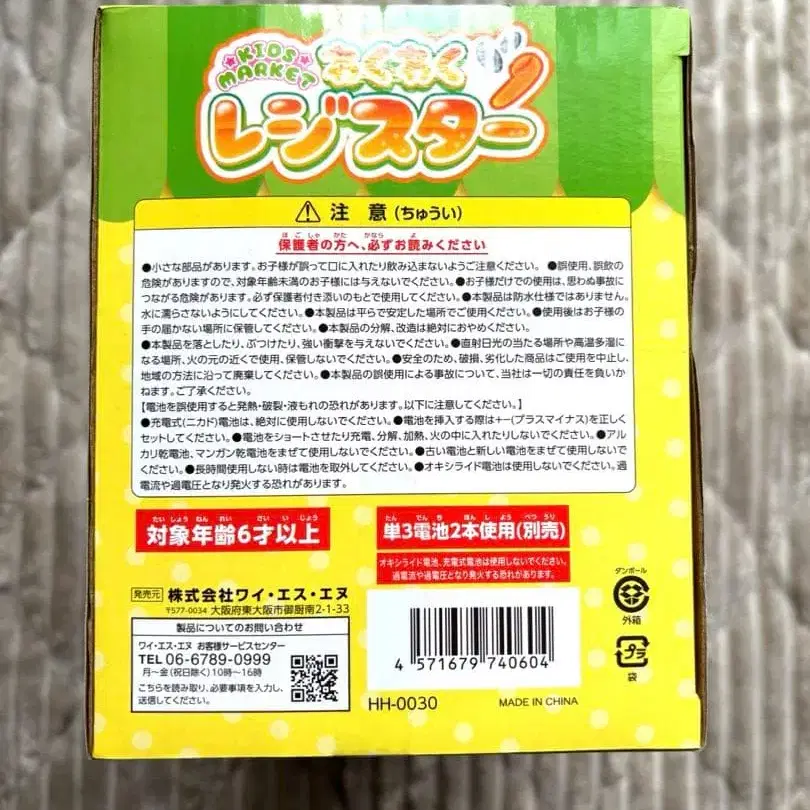 KIDS
MARKET
わくわく
レジスター
注 意(ちゅうい)
ほごしゃ かた かなら よ
保護者の方へ、必ずお読みください
●小さな部品があります。お子様が誤って口に入れたり飲み込まないようご注意ください。 ●誤使用、誤飲の
危険がありますので、対象年齢未満のお子様には与えないでください。●お子様だけでの使用は、思わぬ事故に
つながる危険があります。必ず保護者付き添いのもとで使用してください。●本製品は防水仕様ではありません。
水に濡らさないようにしてください。●本製品は平らで安定した場所でご使用ください。●使用後はお子様の
手の届かない場所に保管してください。●本製品の分解、改造は絶対におやめください。
●本製品を落としたり、ぶつけたり、強い衝撃を与えないでください。●直射日光の当たる場所や高温多湿に
なる場所、火の元の近くで使用、保管しないでください。●安全のため、破損、劣化した商品はご使用を中止し、
地域の方法に沿って廃棄してください。●本製品の誤使用による事故について、当社は一切の責任を負いか
ねます。ご了承ください。
【電池を誤使用すると発熱・破裂・液もれの恐れがあります。以下に注意してください。】
●充電式(ニカド)電池は、絶対に使用しないでください。●電池を挿入する際は+ー(プラスマイナス)を正しく
セットしてください。●電池をショートさせたり充電、分解、加熱、火の中に入れたりしないでください。●アル
カリ乾電池、マンガン乾電池をまぜて使用しないでください。●古い電池と新しい電池をまぜて使用しないで
ください。●長時間使用しない時は電池を取外してください。●オキシライド電池は使用しないでください。過
電流や過電圧となり発火する恐れがあります。
たいしょうねんれい さいいじょう
対象年齢6才以上
たん でんち ほんしよう べつうり
単3電池2本使用(別売)
オキシライド電池、充電式電池は使用しないでください。
過電流や過電圧となり発火する恐れがあります。
発売元 株式会社ワイ・エス・エヌ
〒577-0034 大阪府東大阪市御厨南2-1-33
製品についてのお問い合わせ
ワイ・エス・エヌ お客様サービスセンター
TEL 06-6789-0999
月〜金(祝日除く)10時〜16時
こちらを読み取り、必要事項を入力し、
送信してください。
4 571679 740604
HH-0030
MADE IN CHINA
ダンボール
外箱
プラ
袋